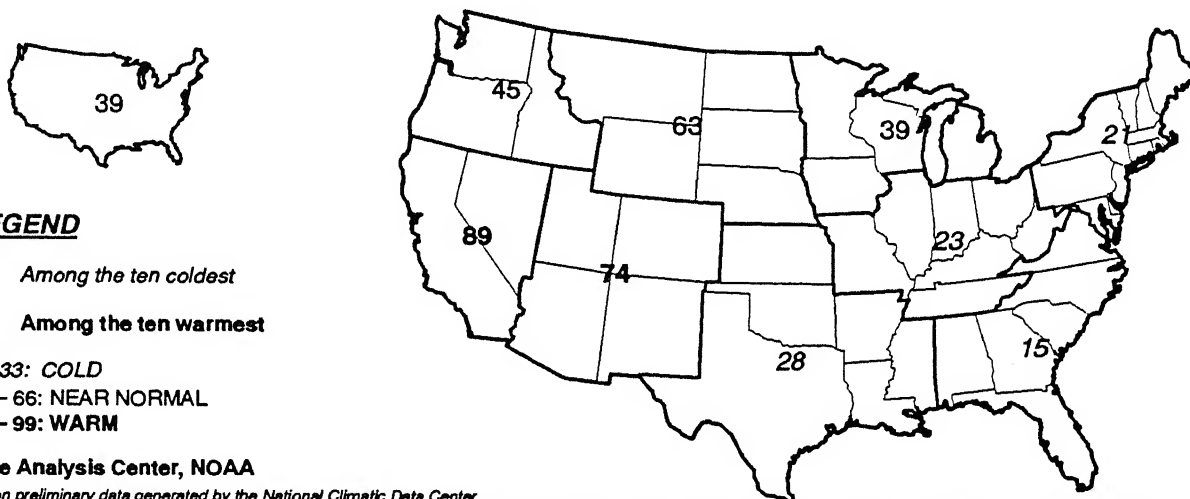 39
45
63
39
21
89
74
23
28
15
EGEND
Among the ten coldest
Among the ten warmest
33: COLD
– 66: NEAR NORMAL
– 99: WARM
e Analysis Center, NOAA
on preliminary data generated by the National Climatic Data Center